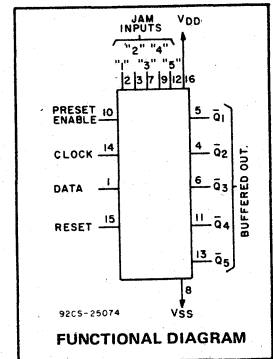 JAM
INPUTS
VDD
"2" "4"
"1" "3" "5"
2 3 7 9 12 16
PRESET
ENABLE 10
CLOCK 14
DATA 1
RESET 15
5 Q̅1
4 Q̅2
6 Q̅3
11 Q̅4
13 Q̅5
BUFFERED OUT.
8
VSS
92CS-25074
FUNCTIONAL DIAGRAM